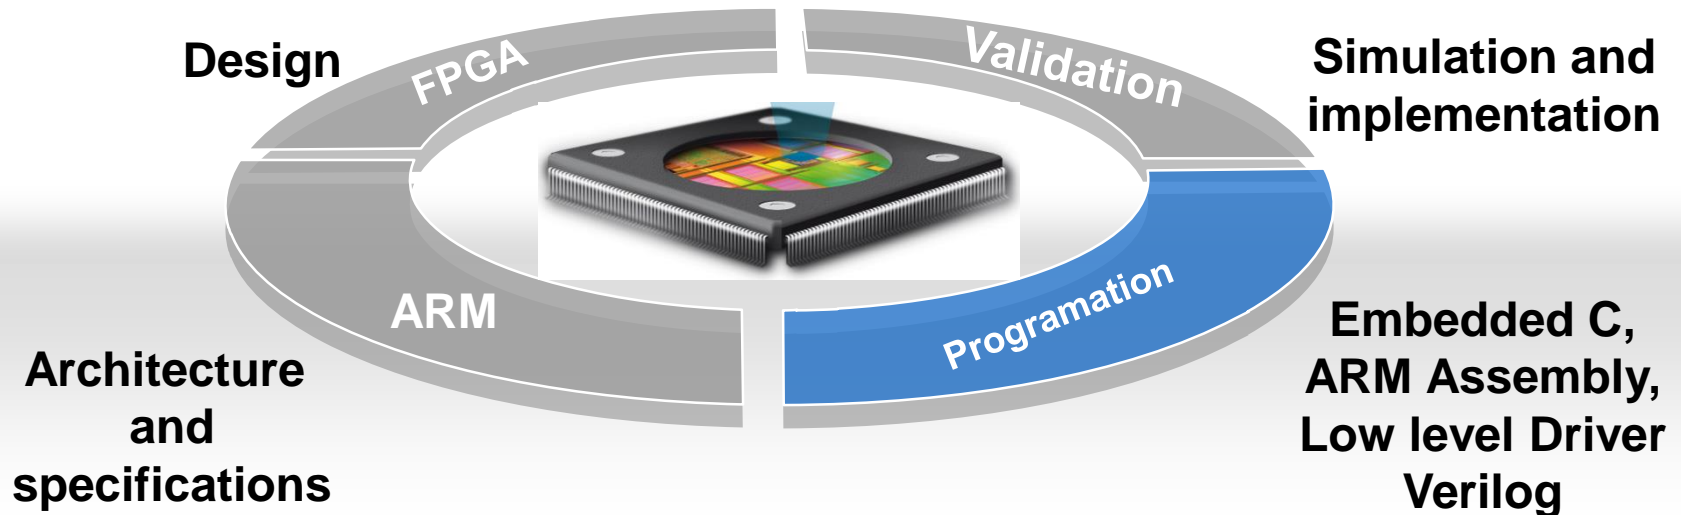 Design
FPGA
Validation
Simulation and
implementation
ARM
Programation
Architecture
and
specifications
Embedded C,
ARM Assembly,
Low level Driver
Verilog